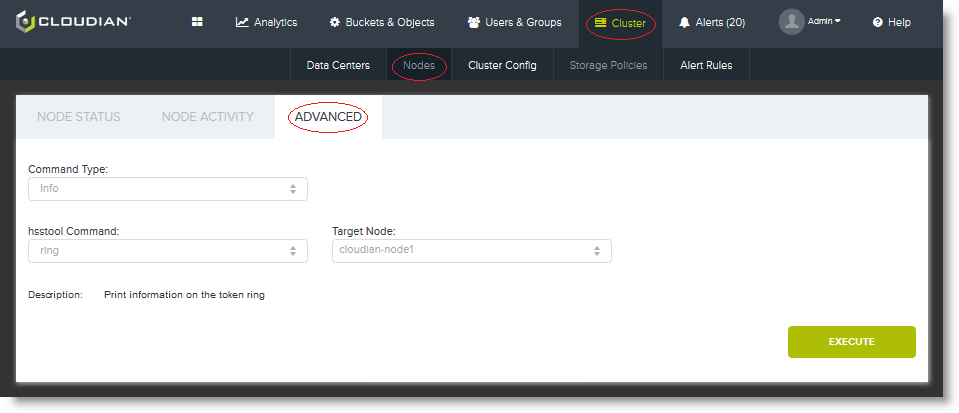 CLOUDIAN Analytics Buckets & Objects Users & Groups Cluster Alerts (20) Admin Help
Data Centers Nodes Cluster Config Storage Policies Alert Rules
NODE STATUS NODE ACTIVITY ADVANCED
Command Type:
Info
hsstool Command: Target Node:
ring cloudian-node1
Description: Print information on the token ring
EXECUTE